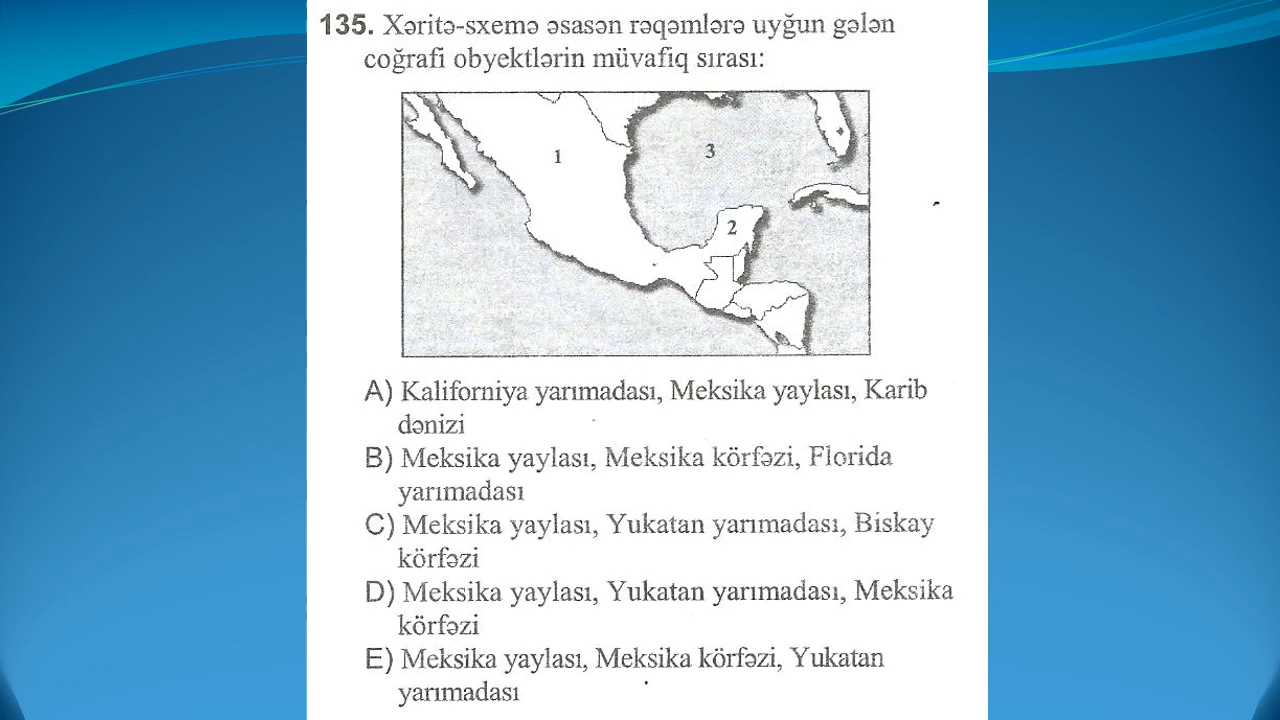 135. Xəritə-sxemə əsasən rəqəmlərə uyğun gələn
coğrafi obyektlərin müvafiq sırası:
1
3
2
A) Kaliforniya yarımadası, Meksika yaylası, Karib
dənizi
B) Meksika yaylası, Meksika körfəzi, Florida
yarımadası
C) Meksika yaylası, Yukatan yarımadası, Biskay
körfəzi
D) Meksika yaylası, Yukatan yarımadası, Meksika
körfəzi
E) Meksika yaylası, Meksika körfəzi, Yukatan
yarımadası